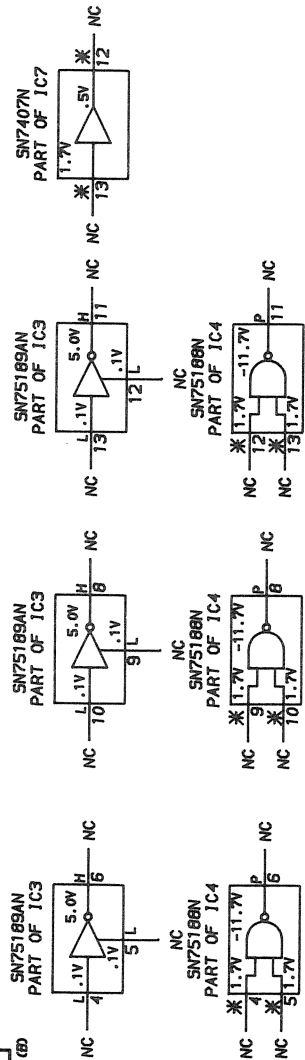 (B)
SN75189AN
PART OF IC3
NC L 4 .1V 5.0V H 6 NC
.1V
5 L
NC
SN75189AN
PART OF IC3
NC L 10 .1V 5.0V H 8 NC
.1V
9 L
NC
SN75189AN
PART OF IC3
NC L 13 .1V 5.0V H 11 NC
.1V
12 L
NC
SN7407N
PART OF IC7
NC * 13 1.7V .5V * 12 NC
SN75188N
PART OF IC4
NC * 4 1.7V -11.7V P 6 NC
NC * 5 1.7V
SN75188N
PART OF IC4
NC * 9 1.7V -11.7V P 8 NC
NC * 10 1.7V
SN75188N
PART OF IC4
NC * 12 1.7V -11.7V P 11 NC
NC * 13 1.7V